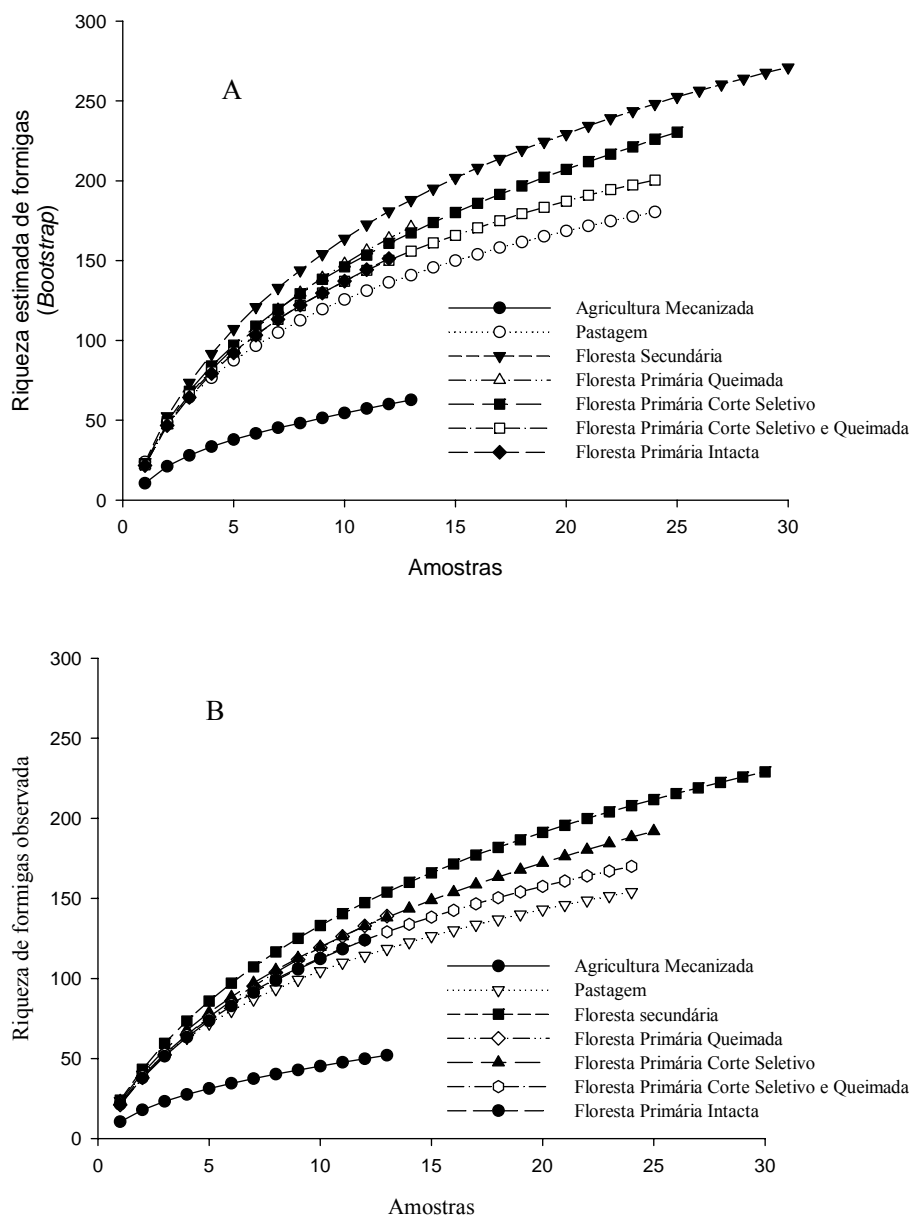 300
250
200
150
100
50
0
A
Riqueza estimada de formigas
(Bootstrap)
Agricultura Mecanizada
Pastagem
Floresta Secundária
Floresta Primária Queimada
Floresta Primária Corte Seletivo
Floresta Primária Corte Seletivo e Queimada
Floresta Primária Intacta
0 5 10 15 20 25 30
Amostras
300
250
200
150
100
50
0
B
Riqueza de formigas observada
Agricultura Mecanizada
Pastagem
Floresta secundária
Floresta Primária Queimada
Floresta Primária Corte Seletivo
Floresta Primária Corte Seletivo e Queimada
Floresta Primária Intacta
0 5 10 15 20 25 30
Amostras